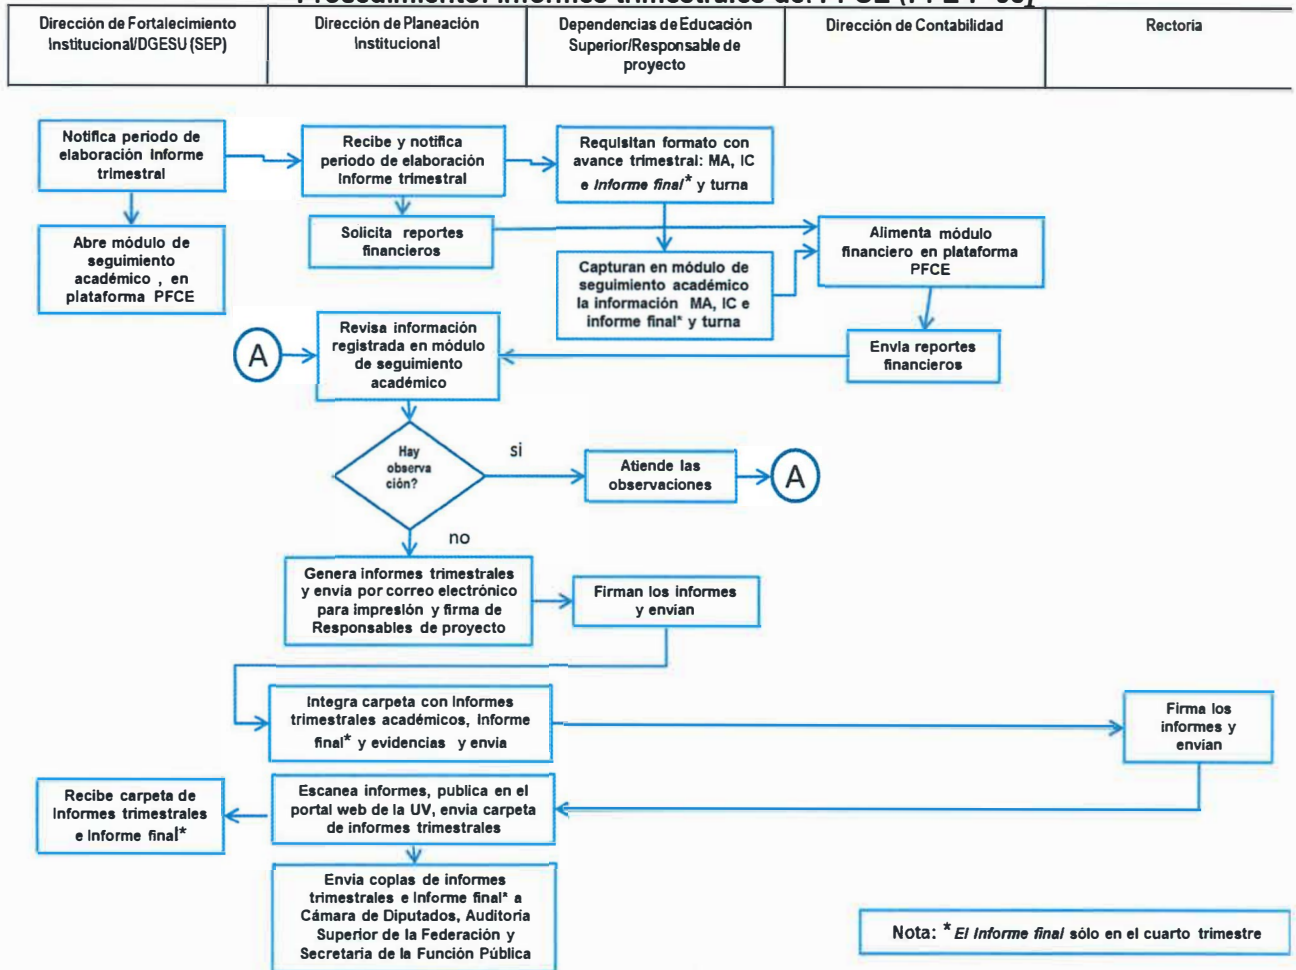 Procedimiento: Informes trimestrales del PFCE (PFE-P-
Dirección de Fortalecimiento
Institucional/DGESU (SEP)
Dirección de Planeación
Institucional
Dependencias de Educación
Superior/Responsable de
proyecto
Dirección de Contabilidad
Rectoria
Notifica periodo de
elaboración Informe
trimestral
Recibe y notifica
periodo de elaboración
Informe trimestral
Requisitan formato con
avance trimestral: MA, IC
e Informe final* y turna
Abre módulo de
seguimiento
académico , en
plataforma PFCE
Solicita reportes
financieros
Alimenta módulo
financiero en plataforma
PFCE
Capturan en módulo de
seguimiento académico
la información MA, IC e
informe final* y turna
A
Revisa información
registrada en módulo
de seguimiento
académico
Envia reportes
financieros
Hay
observa
ción?
si
Atiende las
observaciones
A
no
Genera informes trimestrales
y envía por correo electrónico
para impresión y firma de
Responsables de proyecto
Firman los informes
y envian
Integra carpeta con Informes
trimestrales académicos, Informe
final* y evidencias y envia
Firma los
informes y
envian
Recibe carpeta de
Informes trimestrales
e Informe final*
Escanea informes, publica en el
portal web de la UV, envia carpeta
de informes trimestrales
Envia copias de informes
trimestrales e Informe final* a
Cámara de Diputados, Auditoria
Superior de la Federación y
Secretaria de la Función Pública
Nota: * El Informe final sólo en el cuarto trimestre